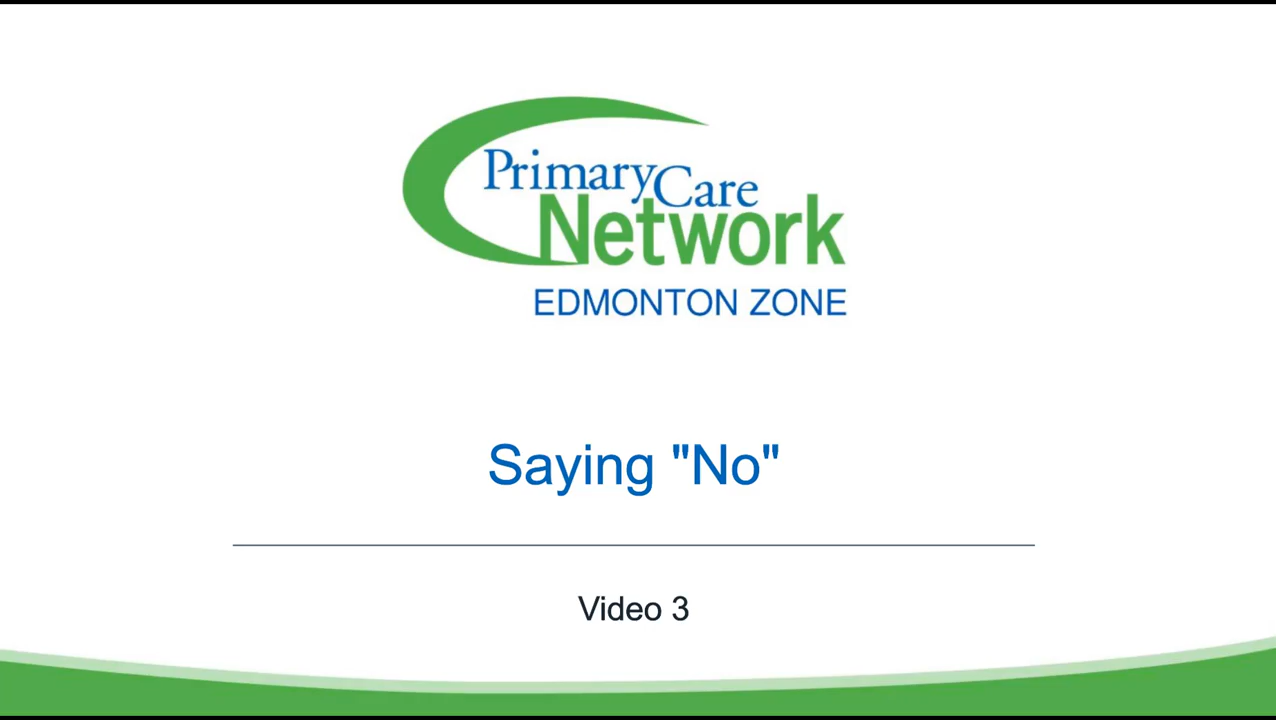 PrimaryCare
Network
EDMONTON ZONE
Saying "No"
Video 3